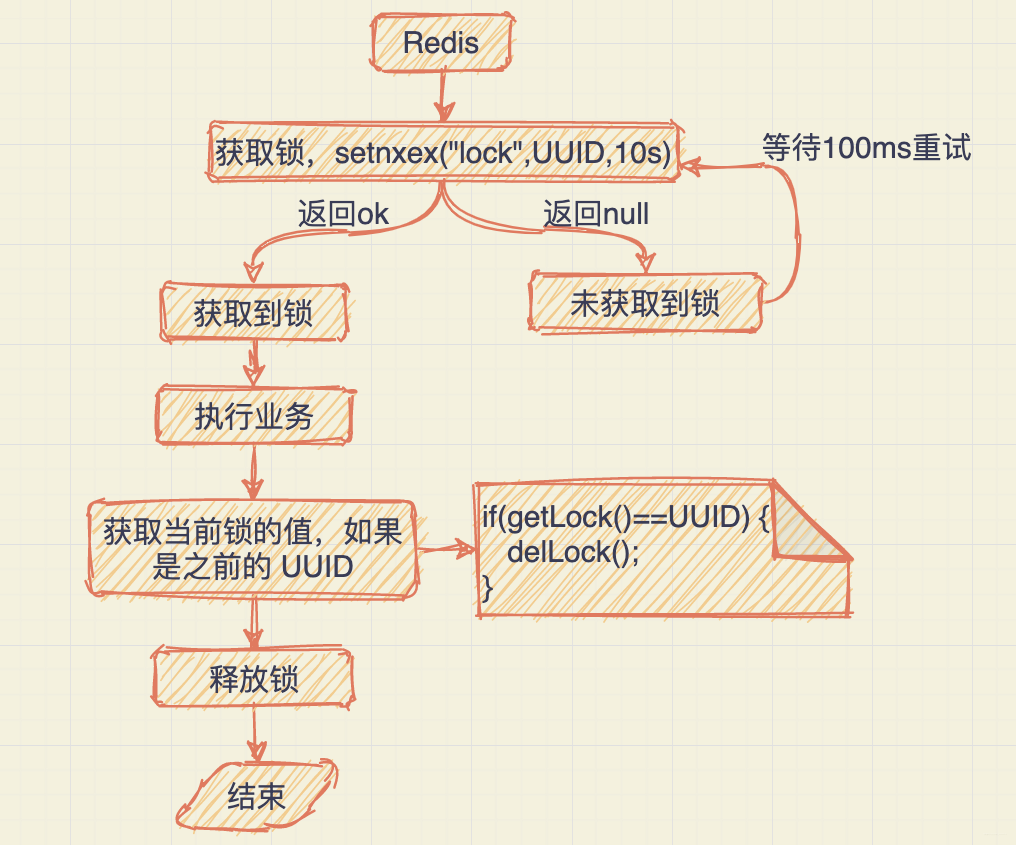 Redis
获取锁，setnxex("lock",UUID,10s)
等待100ms重试
返回ok
返回null
获取到锁
未获取到锁
执行业务
获取当前锁的值，如果
是之前的 UUID
if(getLock()==UUID) {
delLock();
}
释放锁
结束